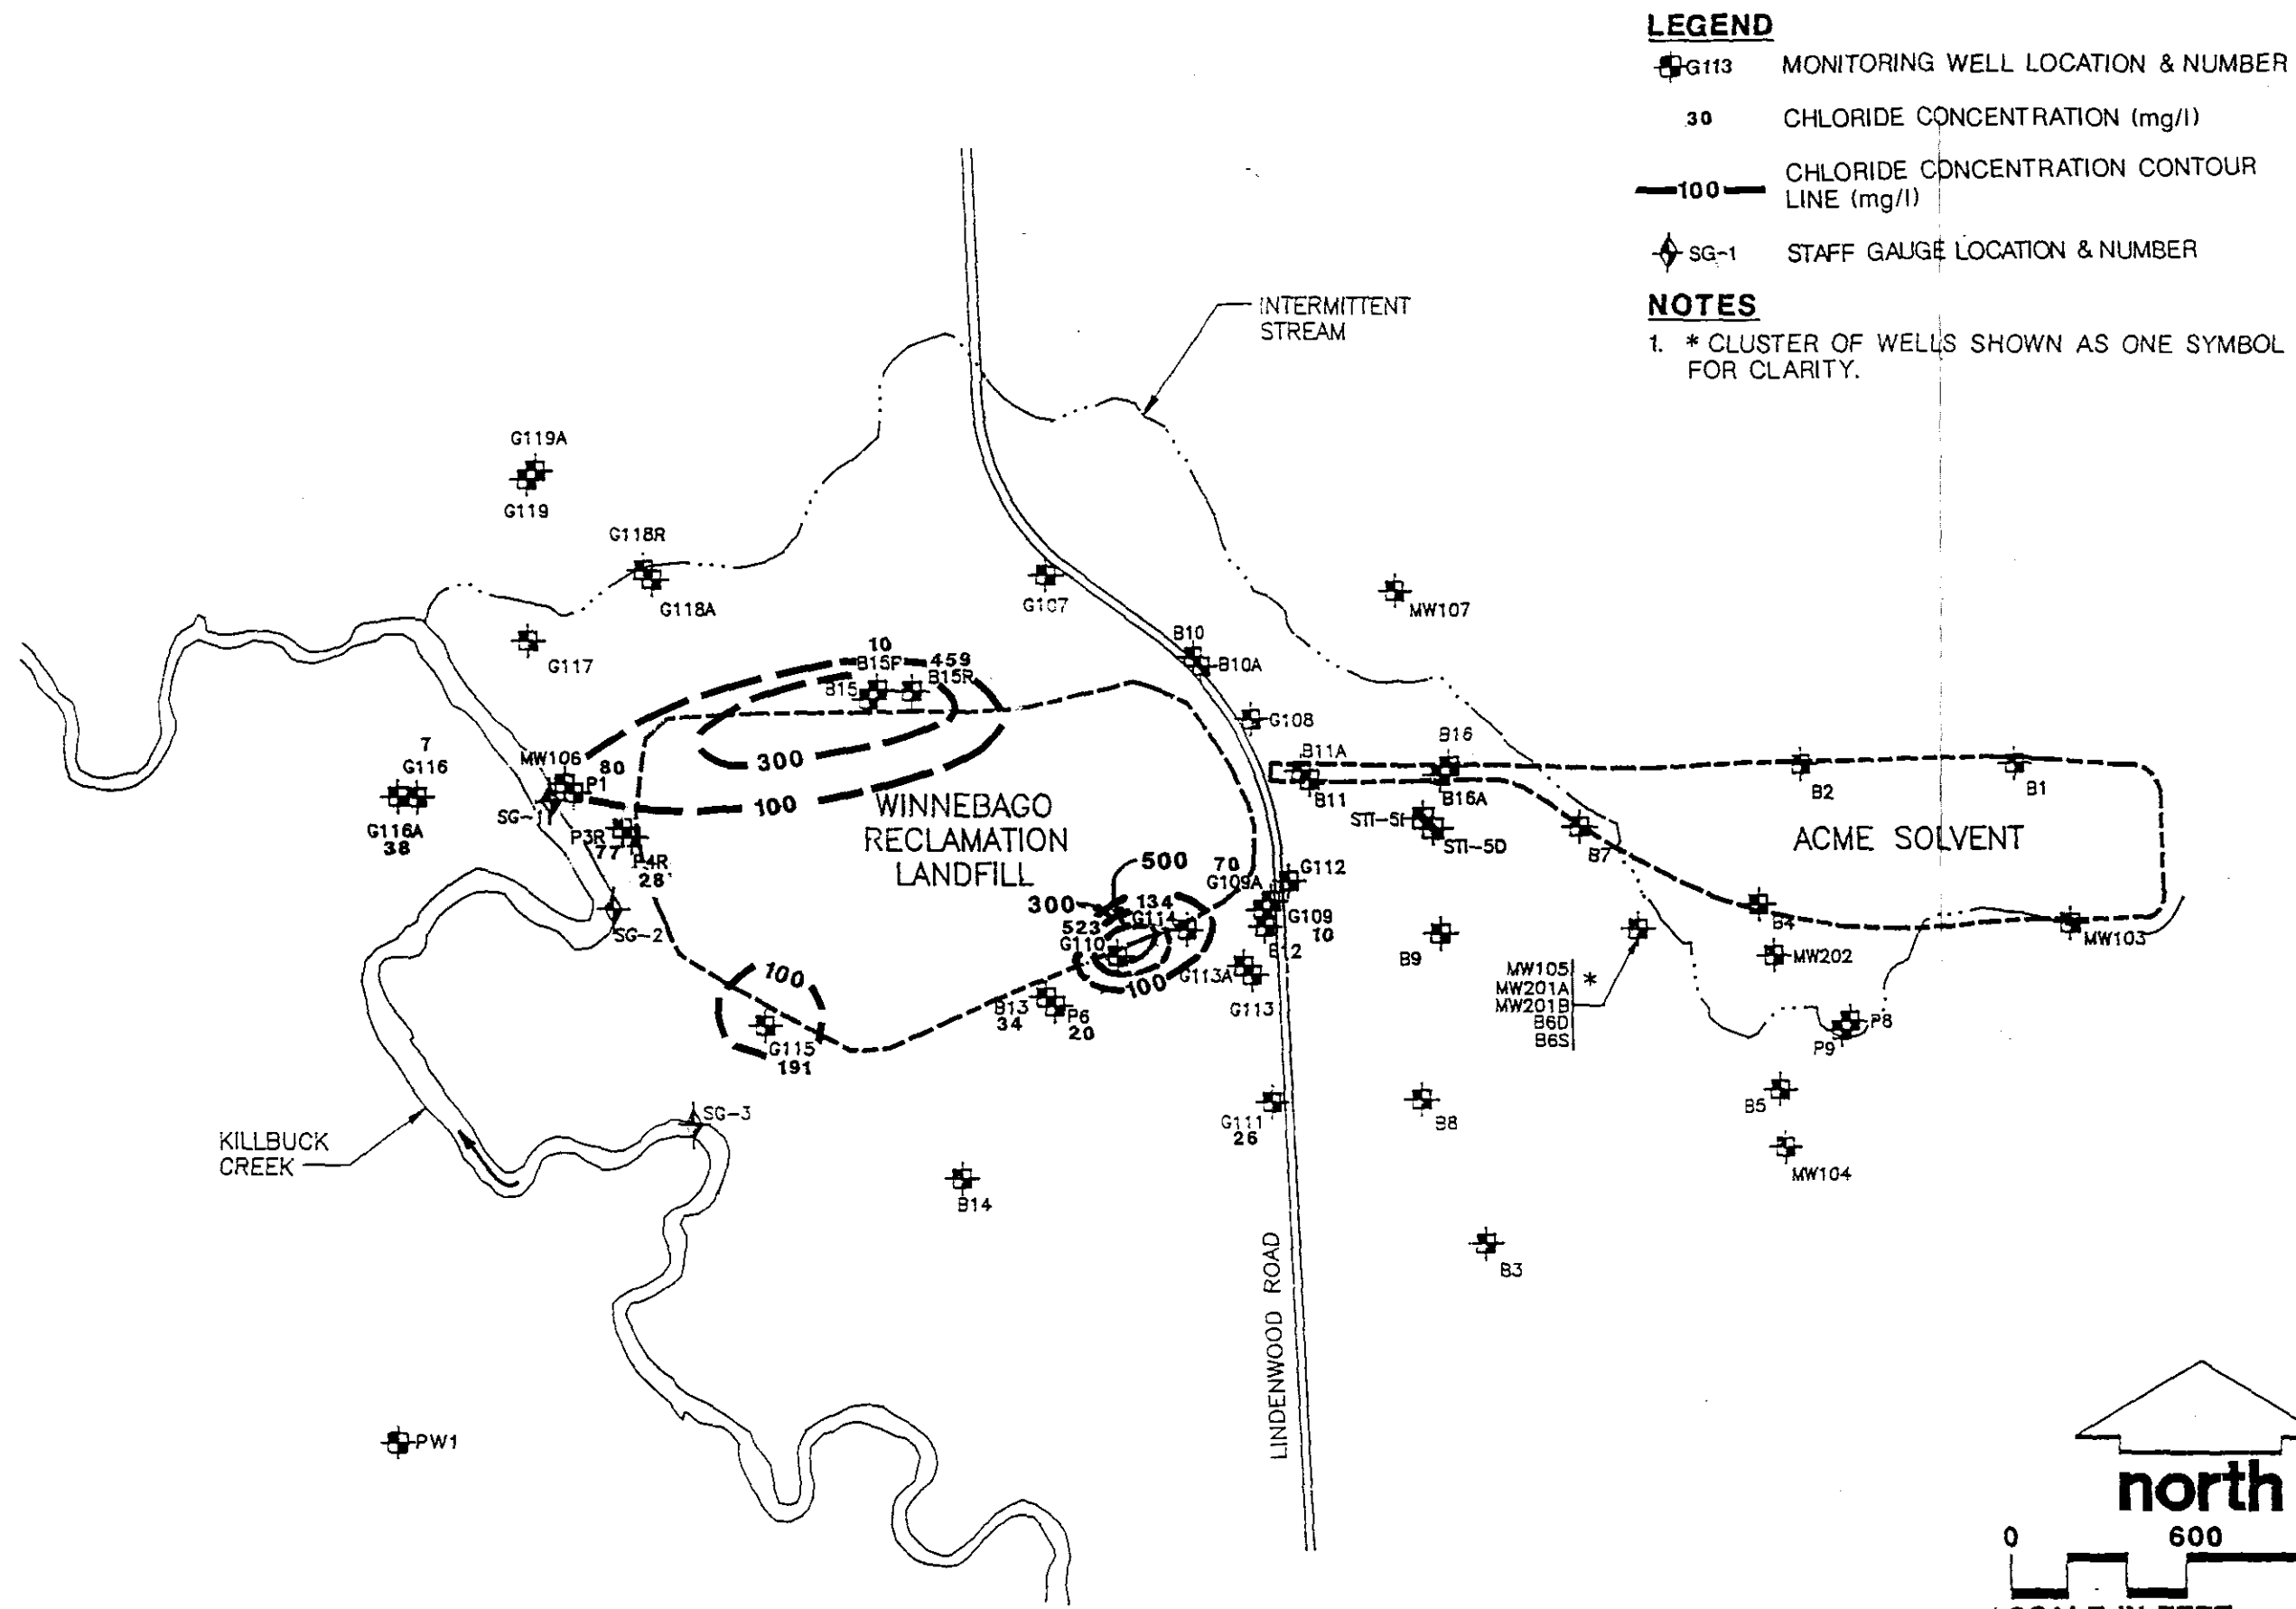 LEGEND
G113 MONITORING WELL LOCATION & NUMBER
30 CHLORIDE CONCENTRATION (mg/l)
100 CHLORIDE CONCENTRATION CONTOUR
LINE (mg/l)
SG-1 STAFF GAUGE LOCATION & NUMBER
NOTES
1. * CLUSTER OF WELLS SHOWN AS ONE SYMBOL
FOR CLARITY.
INTERMITTENT
STREAM
G119A
G119
G118R
G118A
G107
MW107
G117
B10
B10A
10
B15P
459
B15R
B15
G108
300
100
7
G116
G116A
38
MW106
80
P1
SG-1
P3R
77
P4R
28
SG-2
WINNEBAGO
RECLAMATION
LANDFILL
B11A
B11
B16
B16A
STI-5I
STI-5D
B7
B2
B1
ACME SOLVENT
B4
MW202
MW103
500
300
70
G109A
G112
134
G114
523
G110
G109
10
B12
G113A
G113
100
B9
MW105
MW201A
MW201B
B6D
B6S
*
P8
P9
B13
34
P6
20
100
G115
191
G111
26
B8
B5
MW104
SG-3
KILLBUCK
CREEK
B14
B3
LINDENWOOD ROAD
PW1
north
0 600